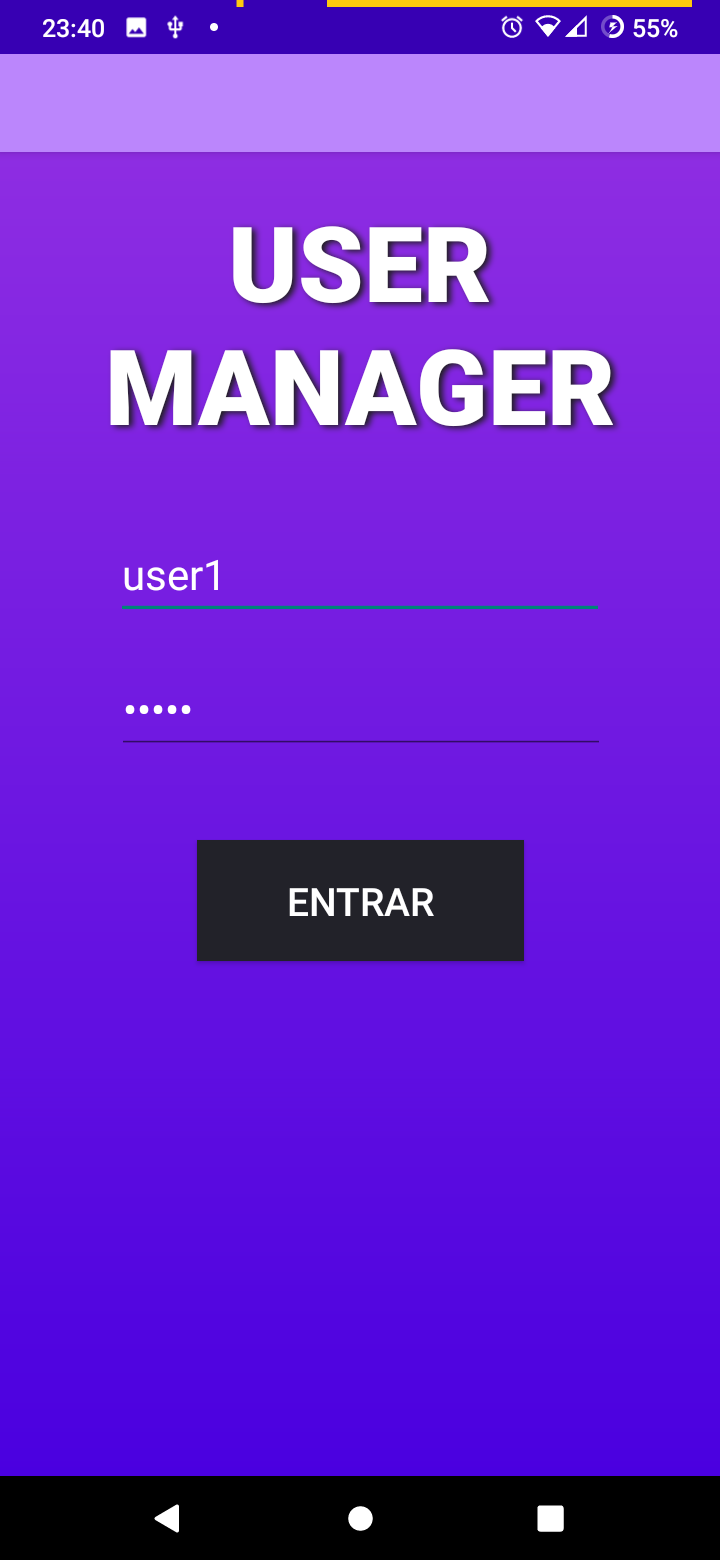 23:40 55%
USER
MANAGER
user1
•••••
ENTRAR